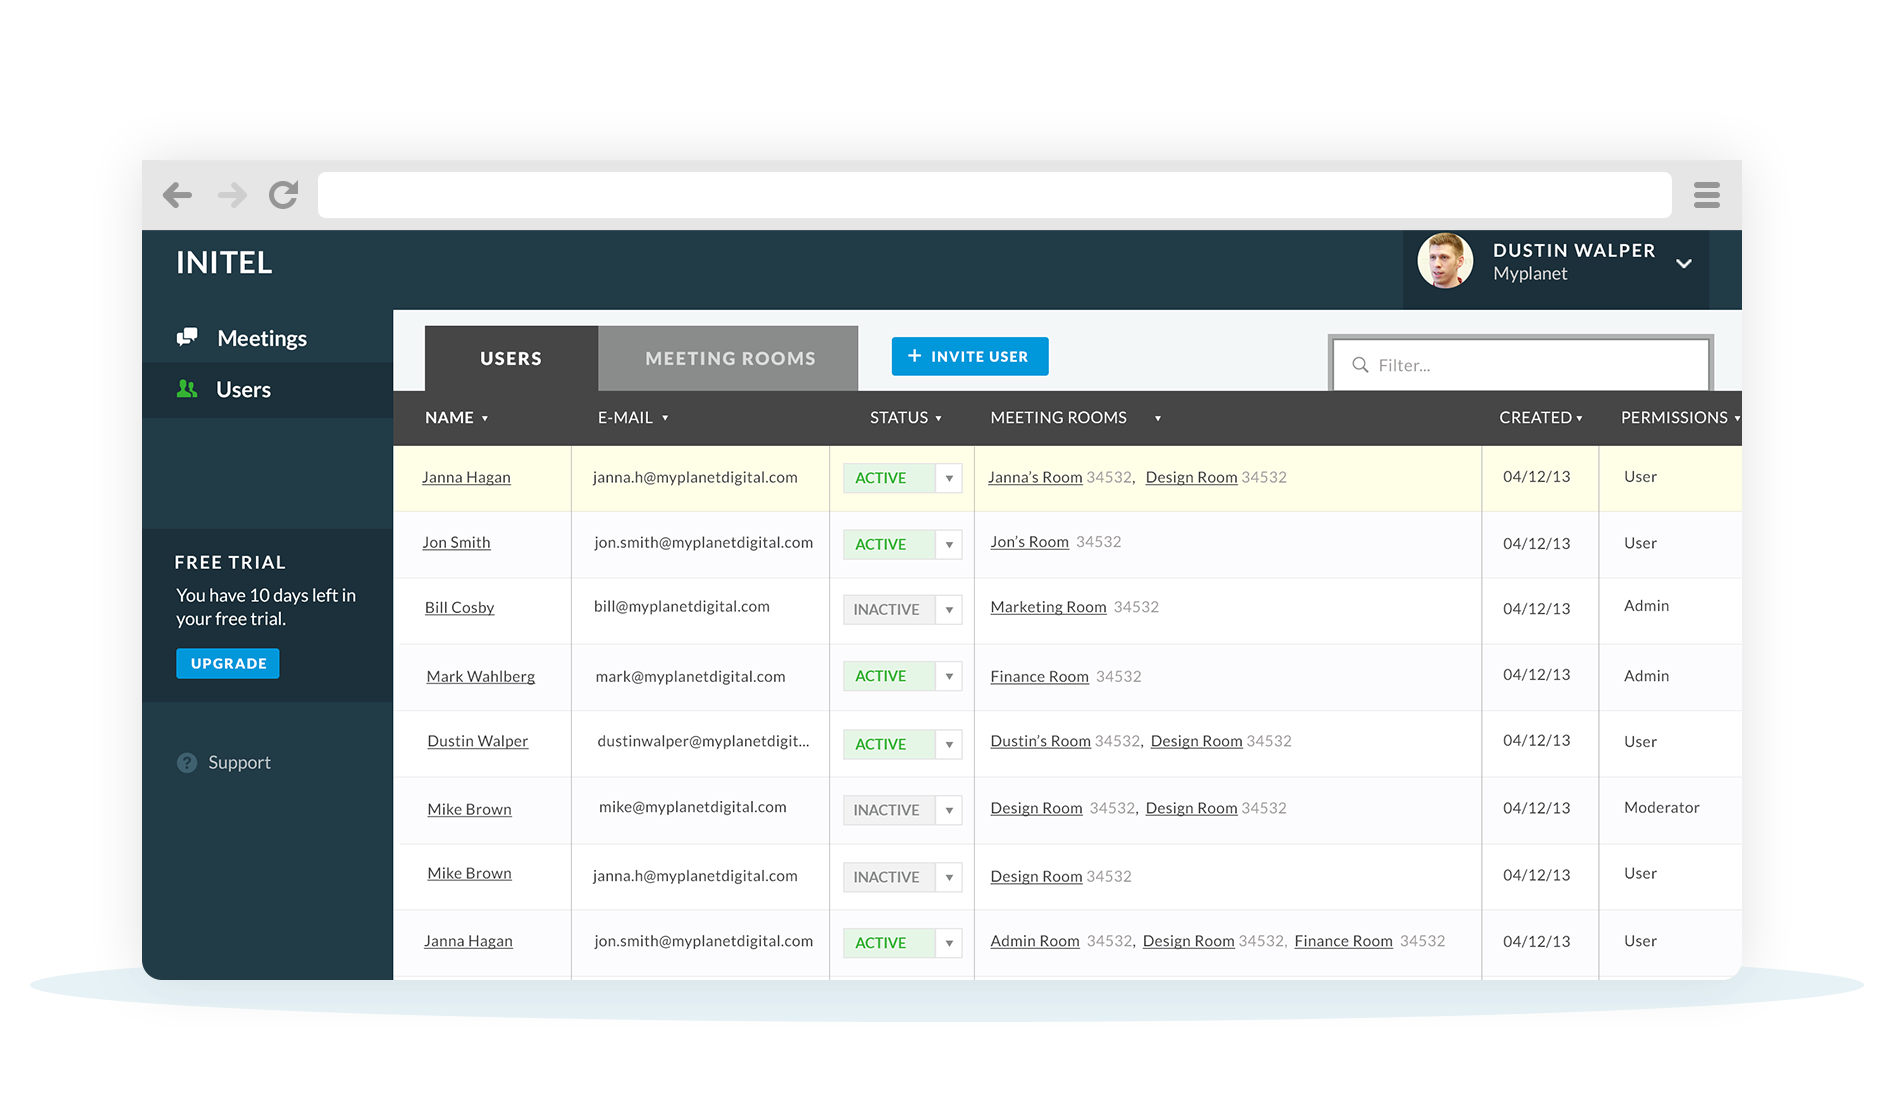 INITEL
DUSTIN WALPER
Myplanet
Meetings
Users
FREE TRIAL
You have 10 days left in
your free trial.
UPGRADE
? Support
USERS MEETING ROOMS + INVITE USER Filter...
NAME E-MAIL STATUS MEETING ROOMS CREATED PERMISSIONS
Janna Hagan janna.h@myplanetdigital.com ACTIVE Janna’s Room 34532, Design Room 34532 04/12/13 User
Jon Smith jon.smith@myplanetdigital.com ACTIVE Jon’s Room 34532 04/12/13 User
Bill Cosby bill@myplanetdigital.com INACTIVE Marketing Room 34532 04/12/13 Admin
Mark Wahlberg mark@myplanetdigital.com ACTIVE Finance Room 34532 04/12/13 Admin
Dustin Walper dustinwalper@myplanetdigit... ACTIVE Dustin’s Room 34532, Design Room 34532 04/12/13 User
Mike Brown mike@myplanetdigital.com INACTIVE Design Room 34532, Design Room 34532 04/12/13 Moderator
Mike Brown janna.h@myplanetdigital.com INACTIVE Design Room 34532 04/12/13 User
Janna Hagan jon.smith@myplanetdigital.com ACTIVE Admin Room 34532, Design Room 34532, Finance Room 34532 04/12/13 User